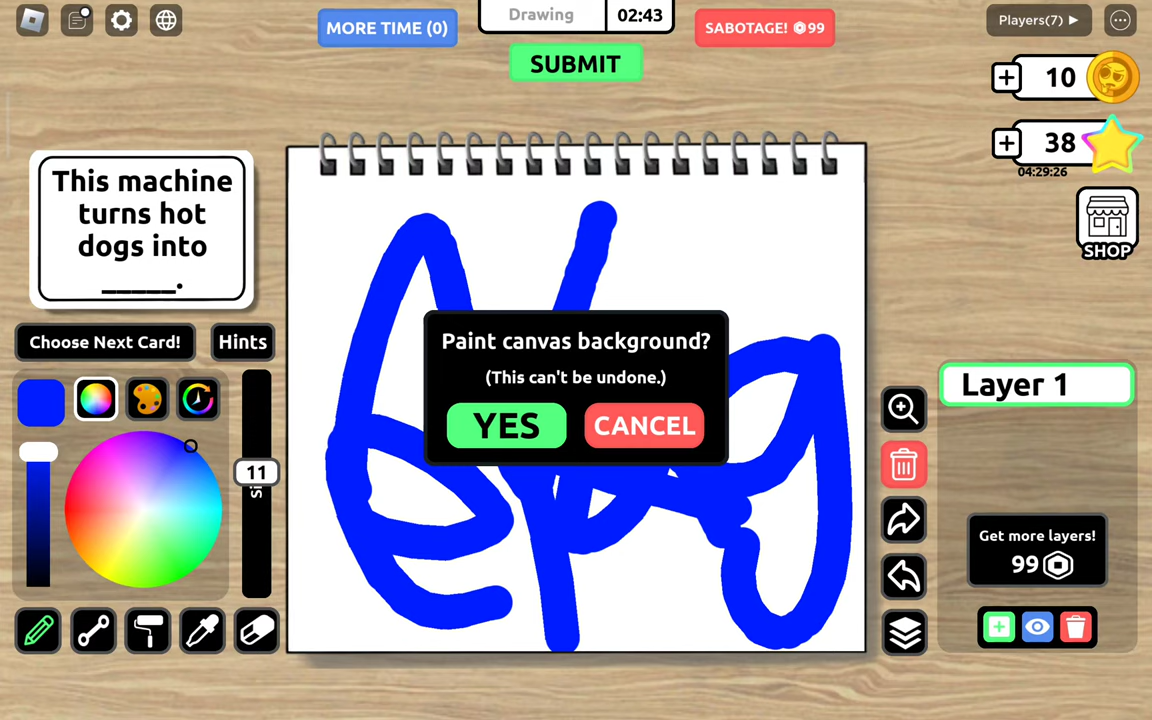 MORE TIME (0)
Drawing
02:43
SABOTAGE! 99
Players(7)
SUBMIT
10
38
04:29:26
SHOP
This machine
turns hot
dogs into
_____.
Choose Next Card!
Hints
11
si
Paint canvas background?
(This can't be undone.)
YES
CANCEL
Layer 1
Get more layers!
99